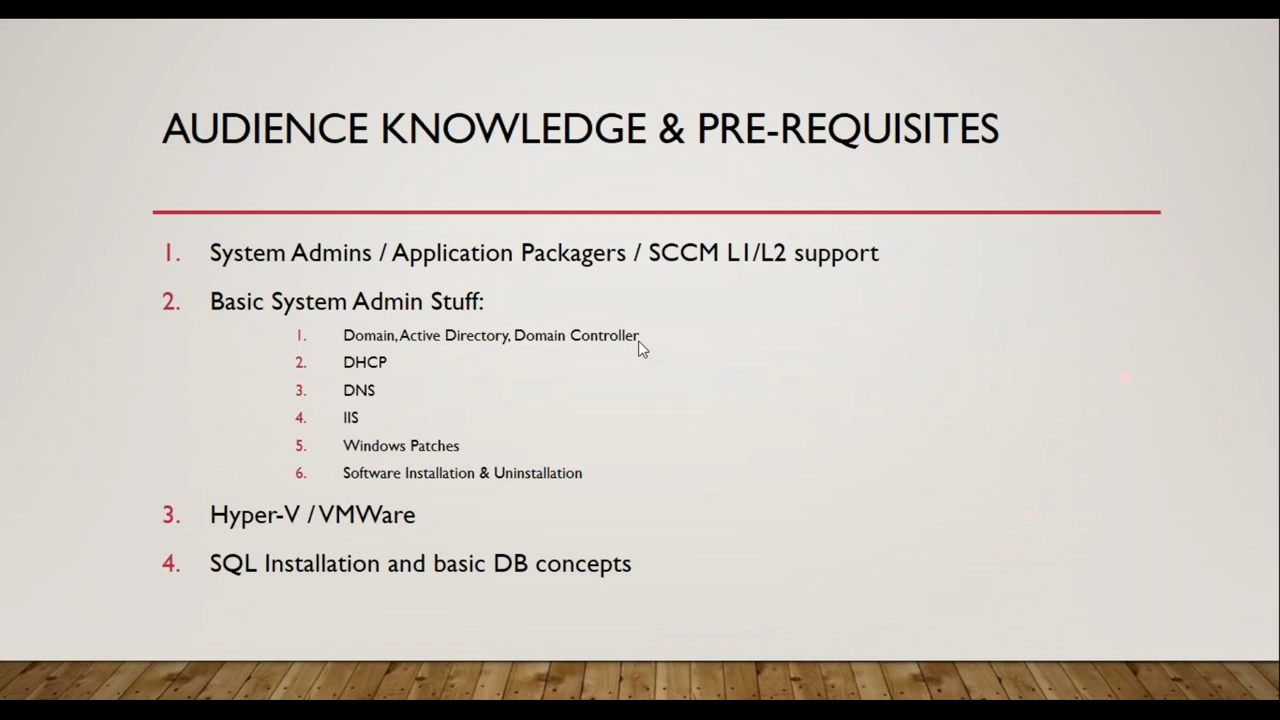 AUDIENCE KNOWLEDGE & PRE-REQUISITES
1. System Admins / Application Packagers / SCCM L1/L2 support
2. Basic System Admin Stuff:
1. Domain, Active Directory, Domain Controller
2. DHCP
3. DNS
4. IIS
5. Windows Patches
6. Software Installation & Uninstallation
3. Hyper-V / VMWare
4. SQL Installation and basic DB concepts